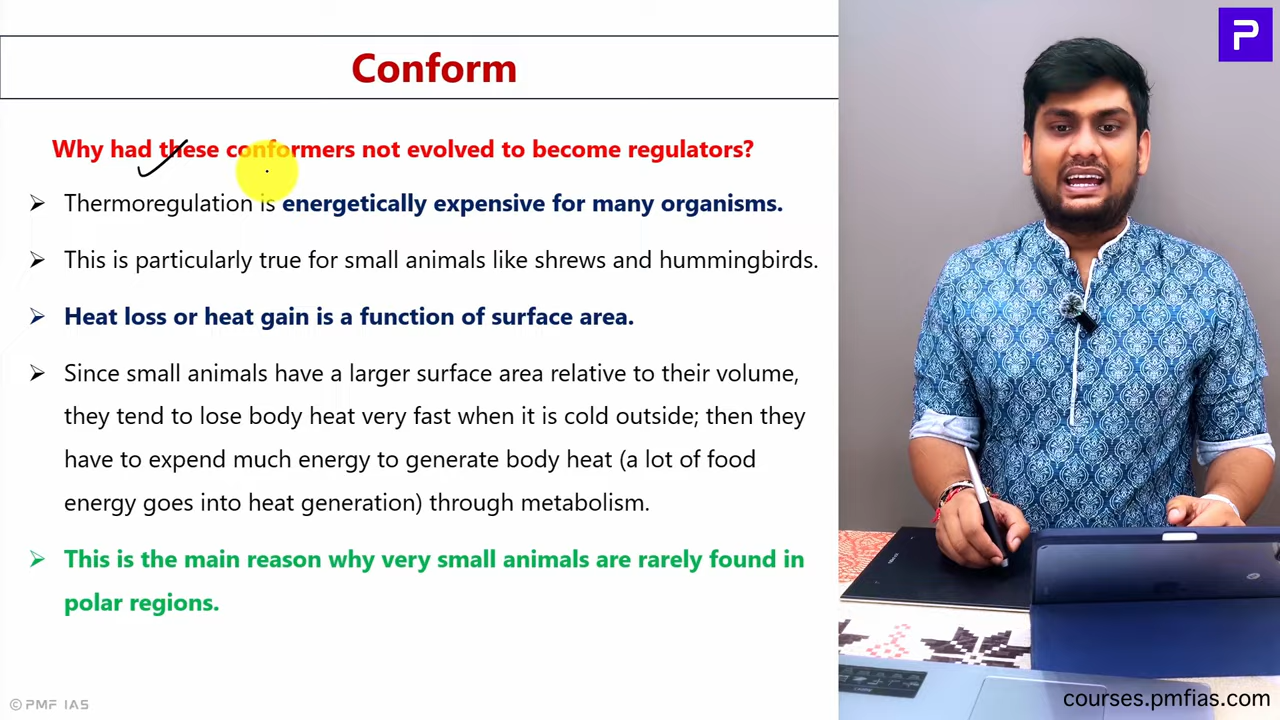 Conform
Why had these conformers not evolved to become regulators?
➢ Thermoregulation is energetically expensive for many organisms.
➢ This is particularly true for small animals like shrews and hummingbirds.
➢ Heat loss or heat gain is a function of surface area.
➢ Since small animals have a larger surface area relative to their volume,
they tend to lose body heat very fast when it is cold outside; then they
have to expend much energy to generate body heat (a lot of food
energy goes into heat generation) through metabolism.
➢ This is the main reason why very small animals are rarely found in
polar regions.
© PMF IAS
P
courses.pmfias.com